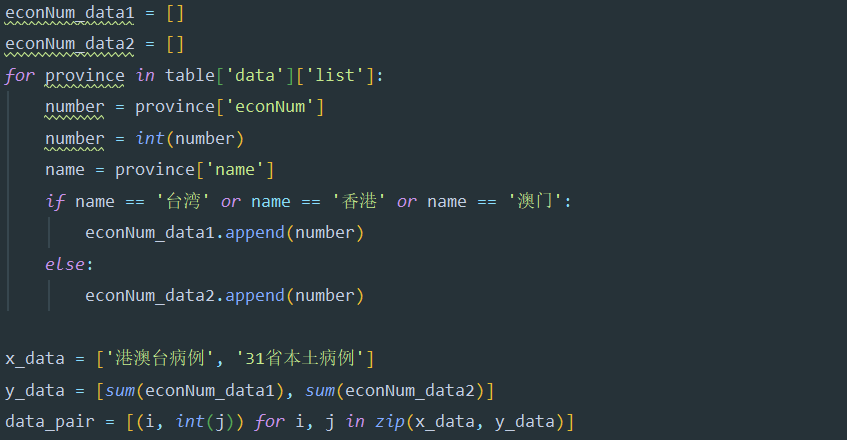 econNum_data1 = []
econNum_data2 = []
for province in table['data']['list']:
    number = province['econNum']
    number = int(number)
    name = province['name']
    if name == '台湾' or name == '香港' or name == '澳门':
        econNum_data1.append(number)
    else:
        econNum_data2.append(number)

x_data = ['港澳台病例', '31省本土病例']
y_data = [sum(econNum_data1), sum(econNum_data2)]
data_pair = [(i, int(j)) for i, j in zip(x_data, y_data)]